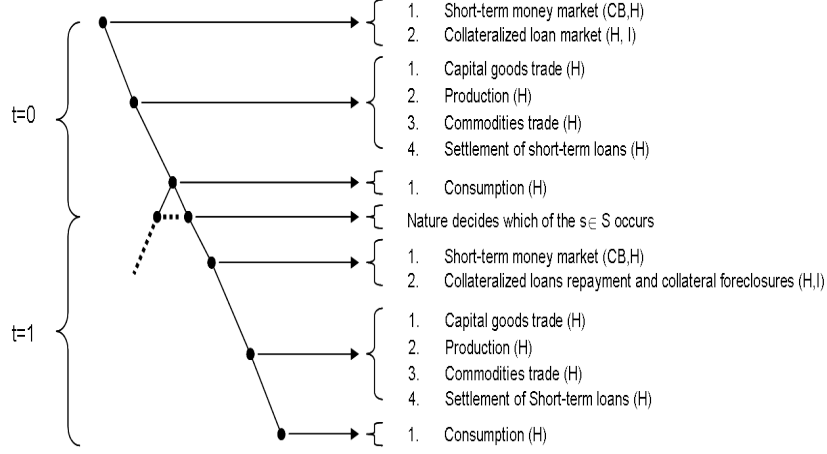 1. Short-term money market (CB,H)
2. Collateralized loan market (H, I)
t=0
1. Capital goods trade (H)
2. Production (H)
3. Commodities trade (H)
4. Settlement of short-term loans (H)
1. Consumption (H)
Nature decides which of the s∈ S occurs
1. Short-term money market (CB,H)
2. Collateralized loans repayment and collateral foreclosures (H,I)
t=1
1. Capital goods trade (H)
2. Production (H)
3. Commodities trade (H)
4. Settlement of Short-term loans (H)
1. Consumption (H)